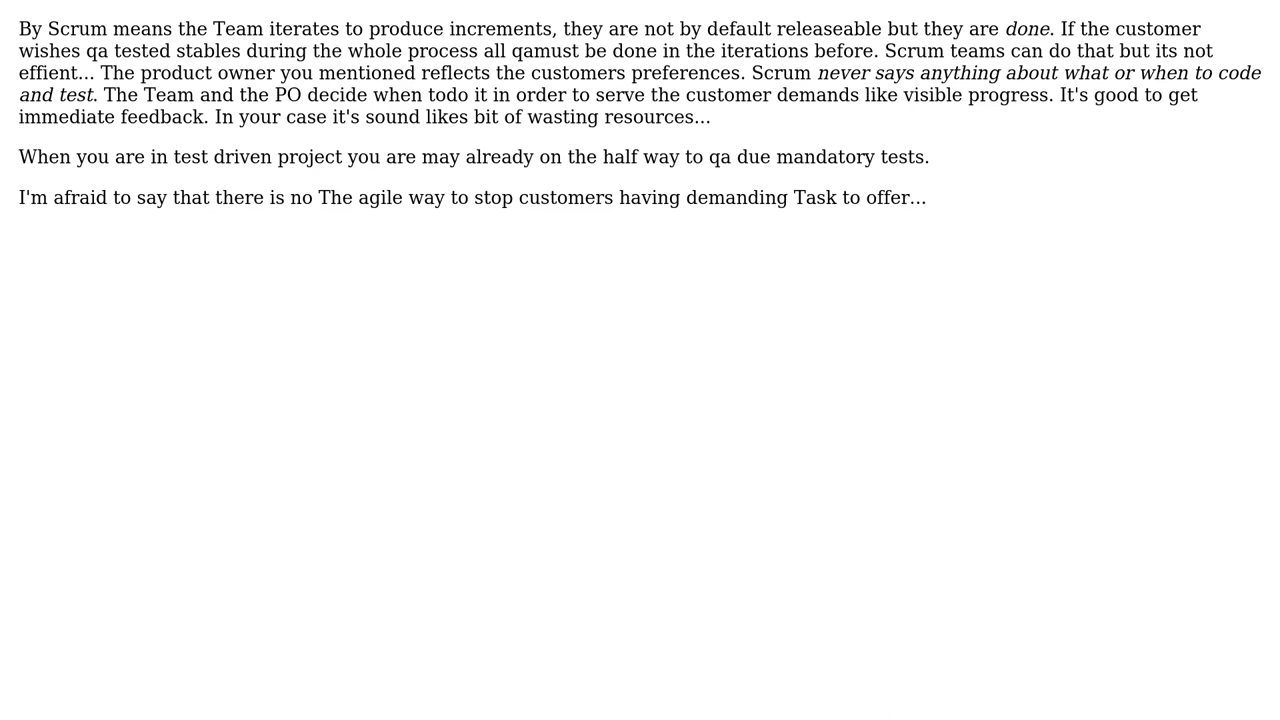 By Scrum means the Team iterates to produce increments, they are not by default releaseable but they are done. If the customer
wishes qa tested stables during the whole process all qamust be done in the iterations before. Scrum teams can do that but its not
effient... The product owner you mentioned reflects the customers preferences. Scrum never says anything about what or when to code
and test. The Team and the PO decide when todo it in order to serve the customer demands like visible progress. It's good to get
immediate feedback. In your case it's sound likes bit of wasting resources...
When you are in test driven project you are may already on the half way to qa due mandatory tests.
I'm afraid to say that there is no The agile way to stop customers having demanding Task to offer...